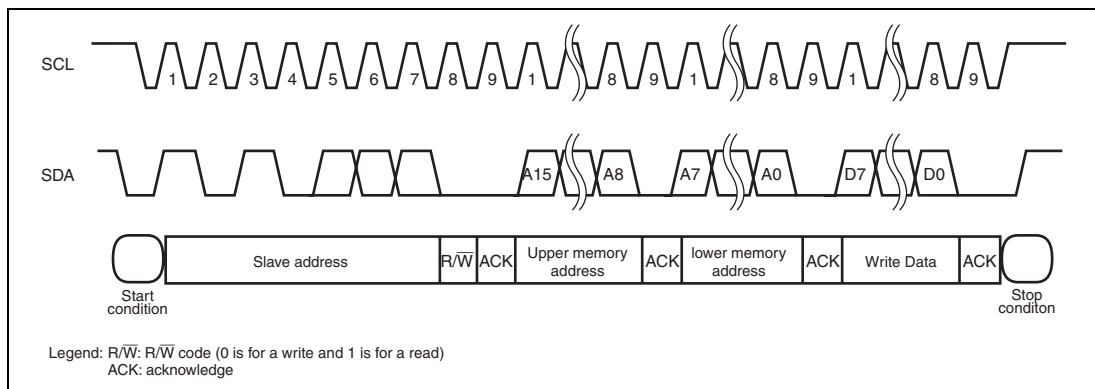 SCL
1 2 3 4 5 6 7 8 9 1 8 9 1 8 9 1 8 9
SDA
A15 A8 A7 A0 D7 D0
Slave address R/W̅ ACK Upper memory address ACK lower memory address ACK Write Data ACK
Start condition
Stop conditon
Legend: R/W̅: R/W̅ code (0 is for a write and 1 is for a read)
ACK: acknowledge